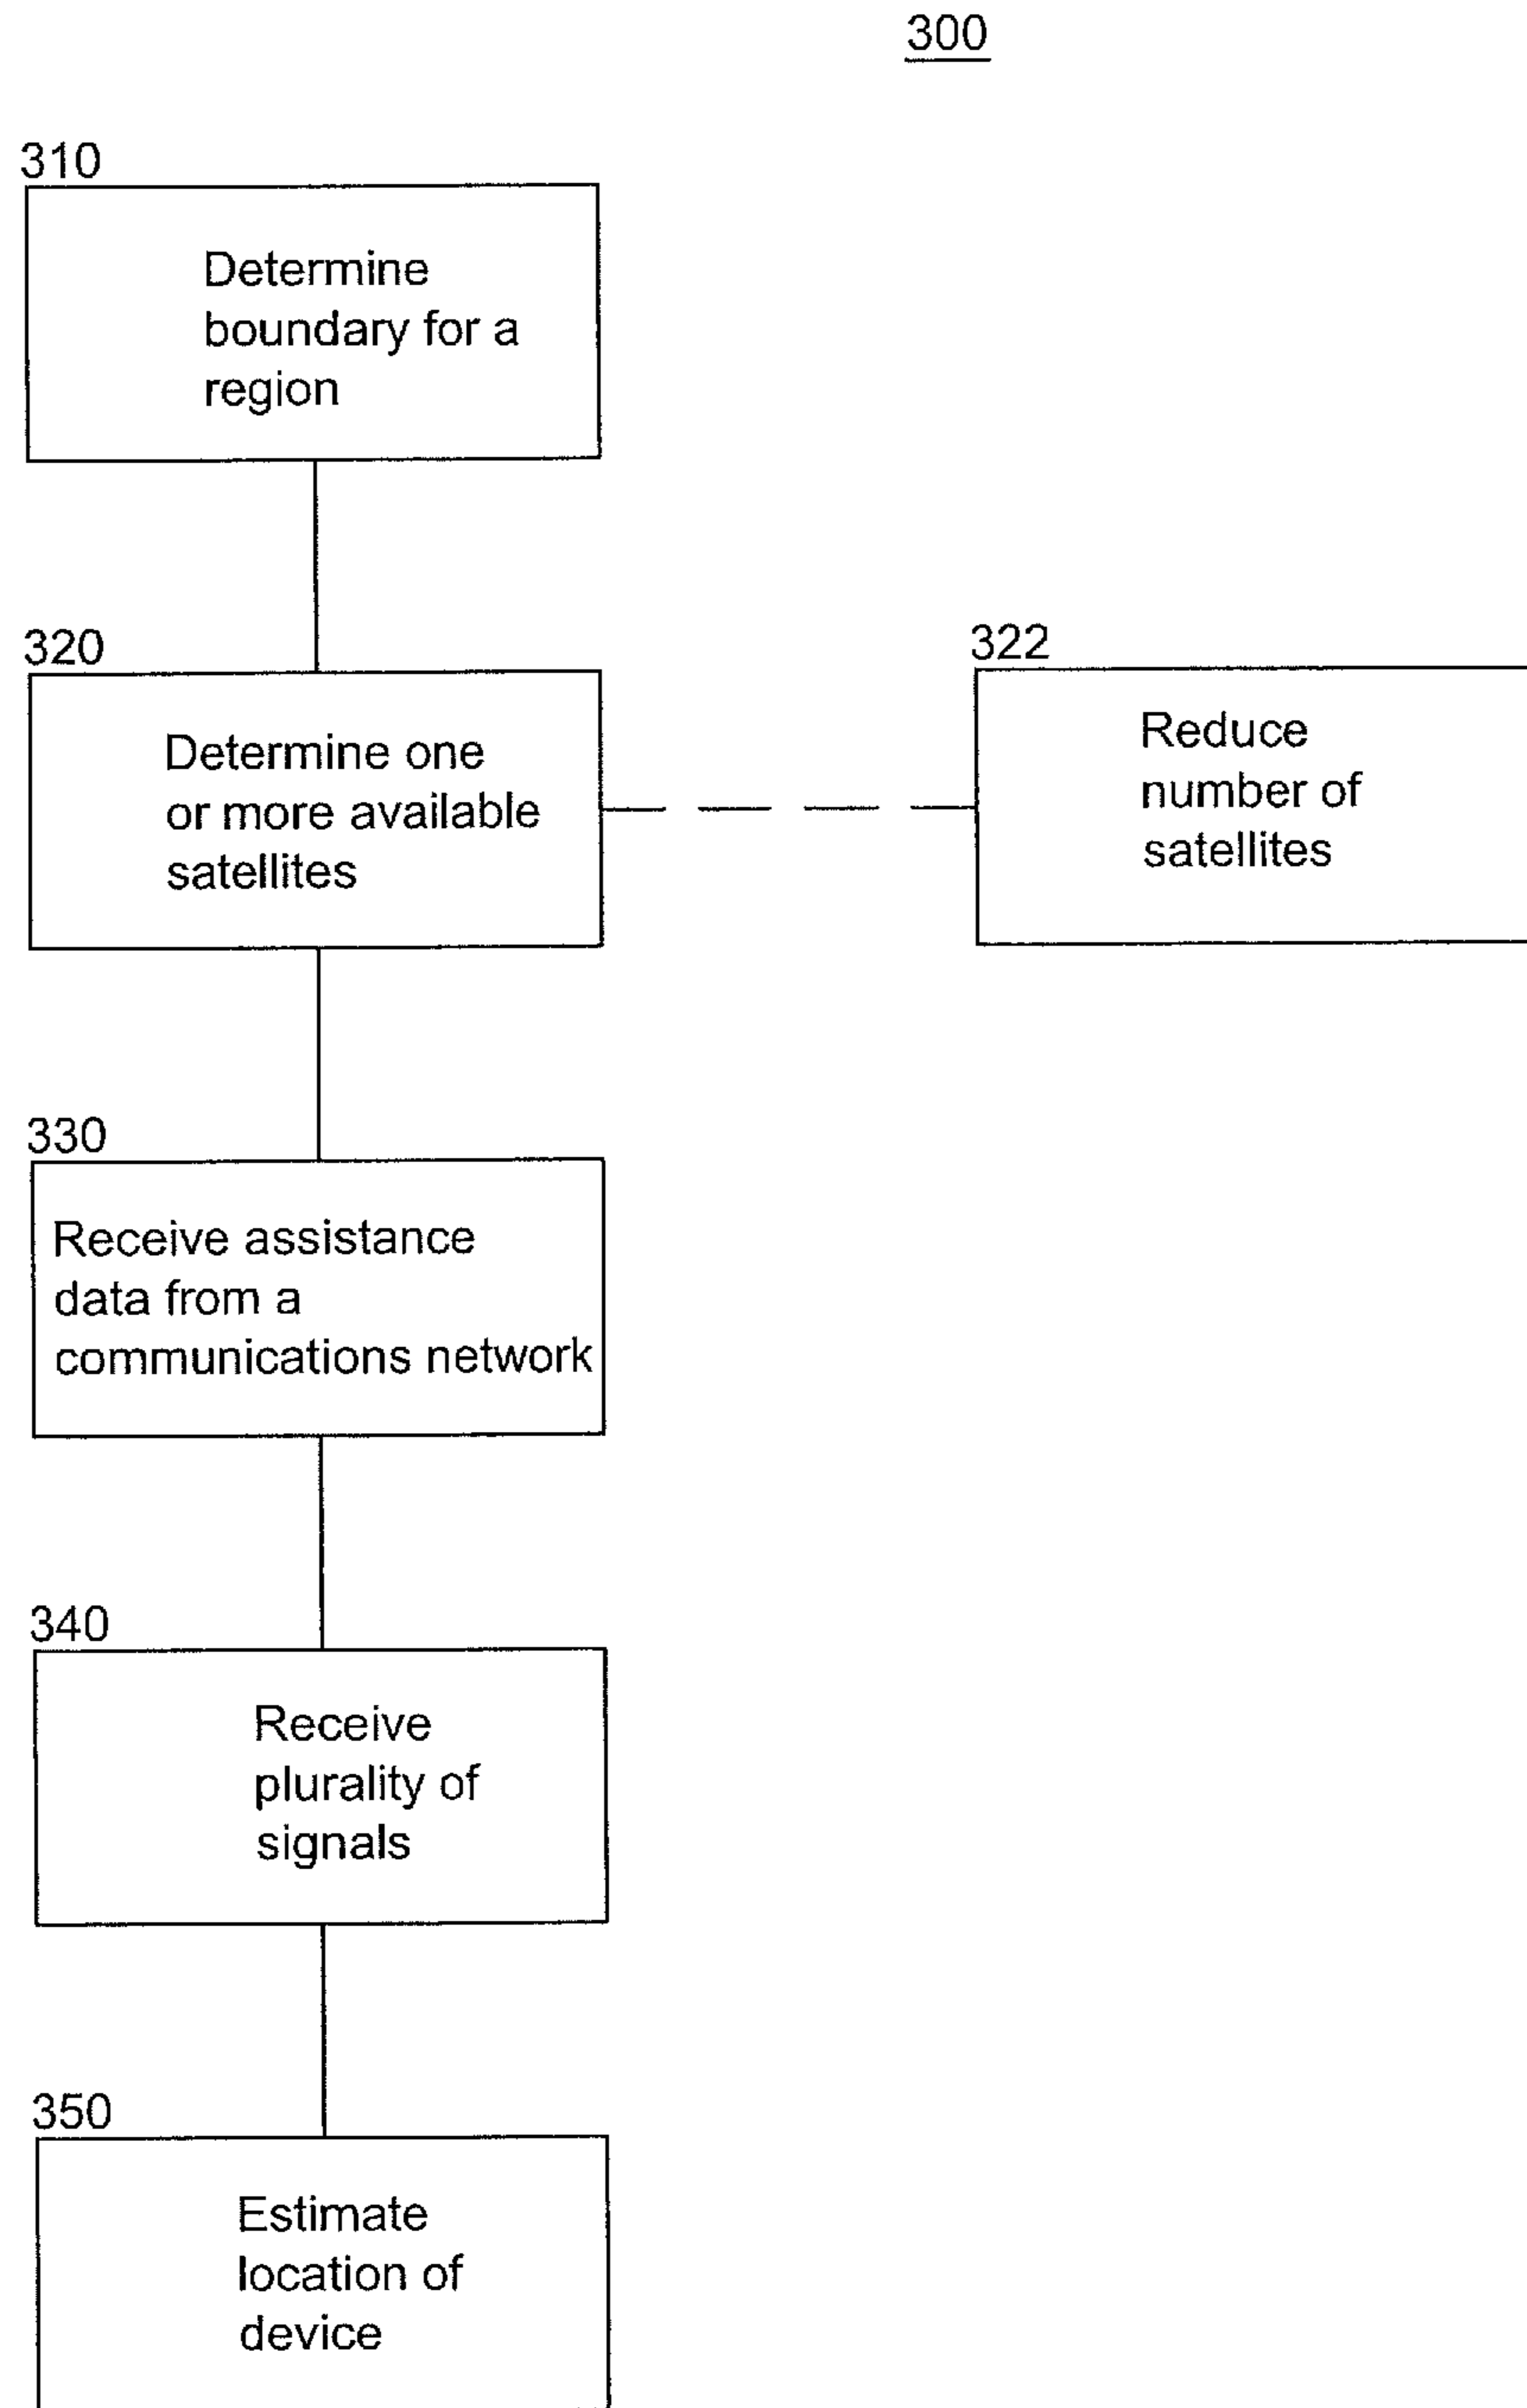 300
310
Determine
boundary for a
region
320
Determine one
or more available
satellites
322
Reduce
number of
satellites
330
Receive assistance
data from a
communications network
340
Receive
plurality of
signals
350
Estimate
location of
device